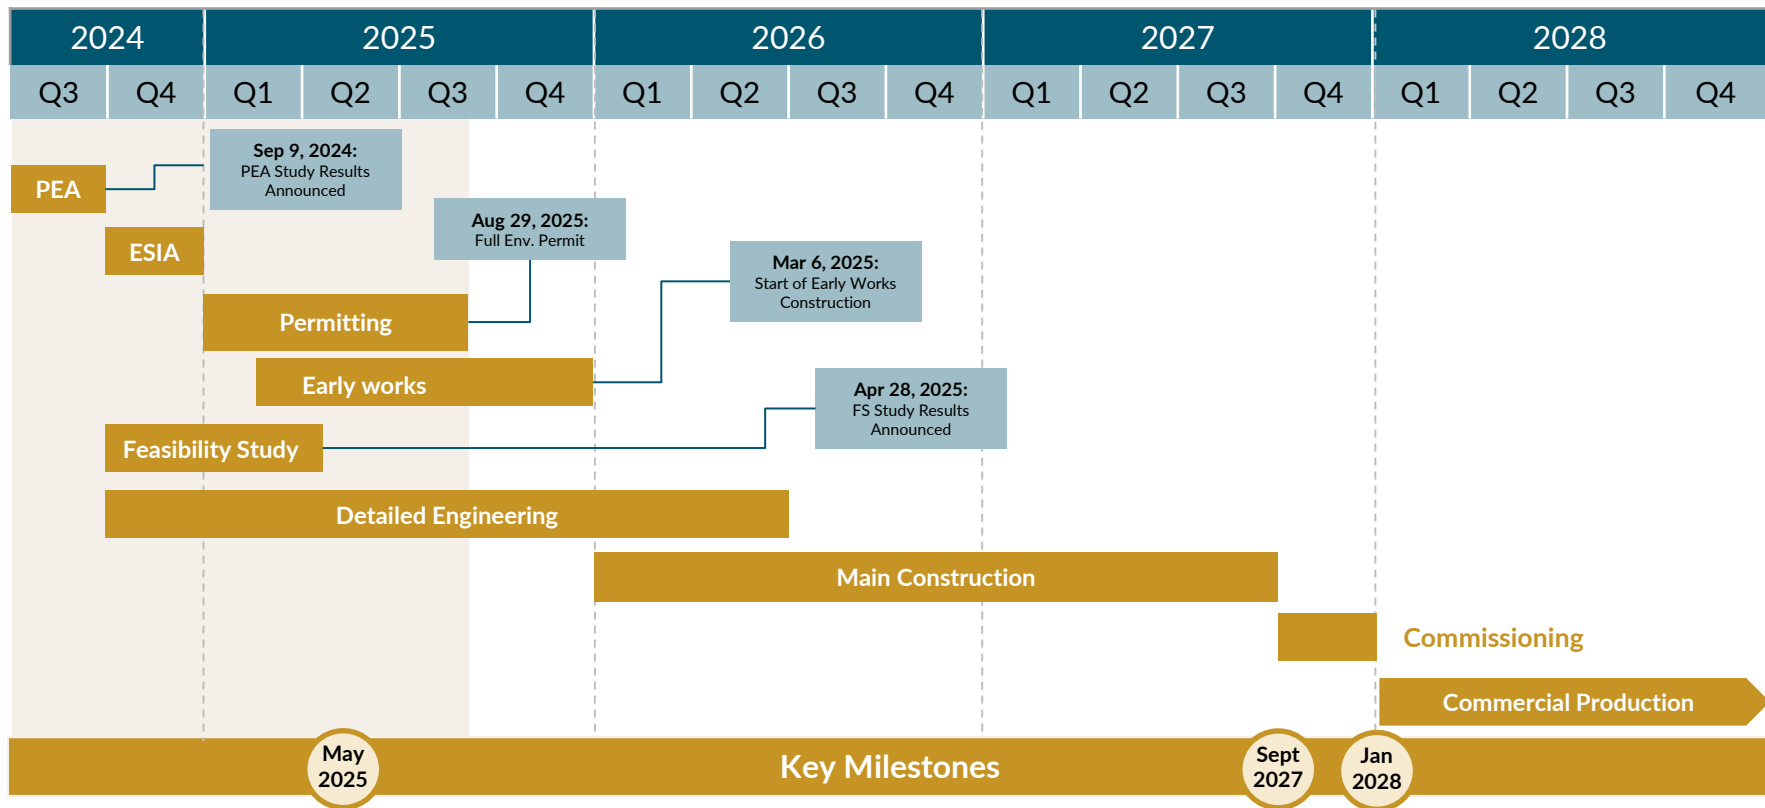 2024 2025 2026 2027 2028
Q3 Q4 Q1 Q2 Q3 Q4 Q1 Q2 Q3 Q4 Q1 Q2 Q3 Q4 Q1 Q2 Q3 Q4
Sep 9, 2024:
PEA Study Results
Announced
PEA
Aug 29, 2025:
Full Env. Permit
ESIA
Mar 6, 2025:
Start of Early Works
Construction
Permitting
Early works
Apr 28, 2025:
FS Study Results
Announced
Feasibility Study
Detailed Engineering
Main Construction
Commissioning
Commercial Production
May
2025
Key Milestones
Sept
2027
Jan
2028